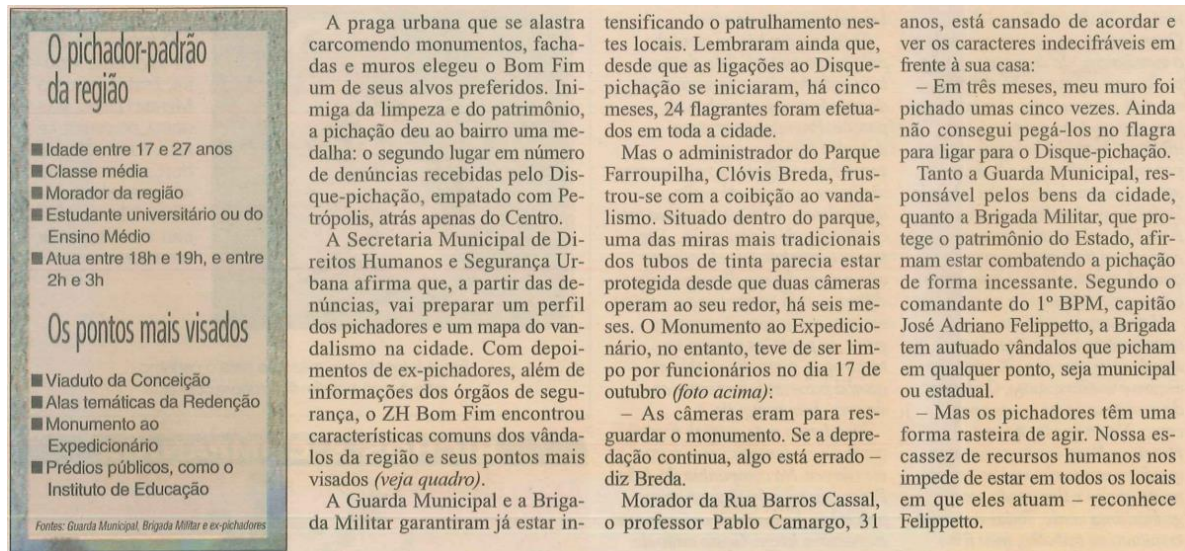 O pichador-padrão
da região
■ Idade entre 17 e 27 anos
■ Classe média
■ Morador da região
■ Estudante universitário ou do
Ensino Médio
■ Atua entre 18h e 19h, e entre
2h e 3h
Os pontos mais visados
■ Viaduto da Conceição
■ Alas temáticas da Redenção
■ Monumento ao
Expedicionário
■ Prédios públicos, como o
Instituto de Educação
Fontes: Guarda Municipal, Brigada Militar e ex-pichadores
A praga urbana que se alastra
carcomendo monumentos, facha-
das e muros elegeu o Bom Fim
um de seus alvos preferidos. Ini-
miga da limpeza e do patrimônio,
a pichação deu ao bairro uma me-
dalha: o segundo lugar em número
de denúncias recebidas pelo Dis-
que-pichação, empatado com Pe-
trópolis, atrás apenas do Centro.
A Secretaria Municipal de Di-
reitos Humanos e Segurança Ur-
bana afirma que, a partir das de-
núncias, vai preparar um perfil
dos pichadores e um mapa do van-
dalismo na cidade. Com depoi-
mentos de ex-pichadores, além de
informações dos órgãos de segu-
rança, o ZH Bom Fim encontrou
características comuns dos vânda-
los da região e seus pontos mais
visados (veja quadro).
A Guarda Municipal e a Briga-
da Militar garantiram já estar in-
tensificando o patrulhamento nes-
tes locais. Lembraram ainda que,
desde que as ligações ao Disque-
pichação se iniciaram, há cinco
meses, 24 flagrantes foram efetua-
dos em toda a cidade.
Mas o administrador do Parque
Farroupilha, Clóvis Breda, frus-
trou-se com a coibição ao vanda-
lismo. Situado dentro do parque,
uma das miras mais tradicionais
dos tubos de tinta parecia estar
protegida desde que duas câmeras
operam ao seu redor, há seis me-
ses. O Monumento ao Expedicio-
nário, no entanto, teve de ser lim-
po por funcionários no dia 17 de
outubro (foto acima):
– As câmeras eram para res-
guardar o monumento. Se a depre-
dação continua, algo está errado –
diz Breda.
Morador da Rua Barros Cassal,
o professor Pablo Camargo, 31
anos, está cansado de acordar e
ver os caracteres indecifráveis em
frente à sua casa:
– Em três meses, meu muro foi
pichado umas cinco vezes. Ainda
não consegui pegá-los no flagra
para ligar para o Disque-pichação.
Tanto a Guarda Municipal, res-
ponsável pelos bens da cidade,
quanto a Brigada Militar, que pro-
tege o patrimônio do Estado, afir-
mam estar combatendo a pichação
de forma incessante. Segundo o
comandante do 1º BPM, capitão
José Adriano Felippetto, a Brigada
tem autuado vândalos que picham
em qualquer ponto, seja municipal
ou estadual.
– Mas os pichadores têm uma
forma rasteira de agir. Nossa es-
cassez de recursos humanos nos
impede de estar em todos os locais
em que eles atuam – reconhece
Felippetto.